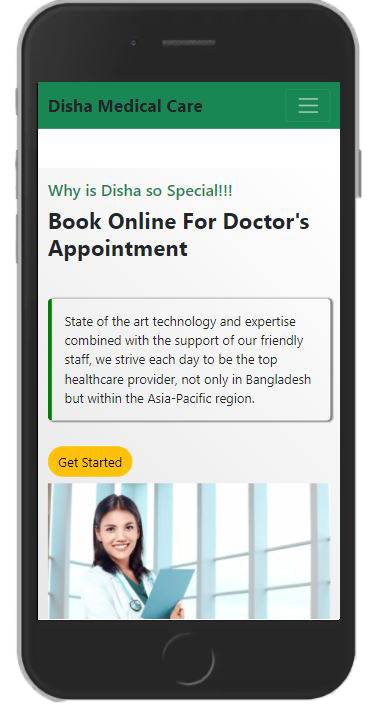 Disha Medical Care
Why is Disha so Special!!!
Book Online For Doctor's
Appointment
State of the art technology and expertise
combined with the support of our friendly
staff, we strive each day to be the top
healthcare provider, not only in Bangladesh
but within the Asia-Pacific region.
Get Started